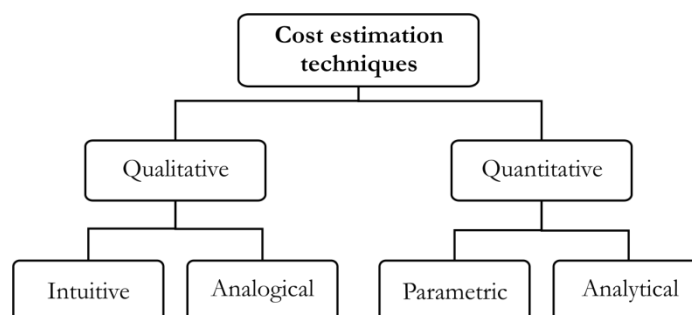 Cost estimation
techniques
Qualitative
Quantitative
Intuitive
Analogical
Parametric
Analytical